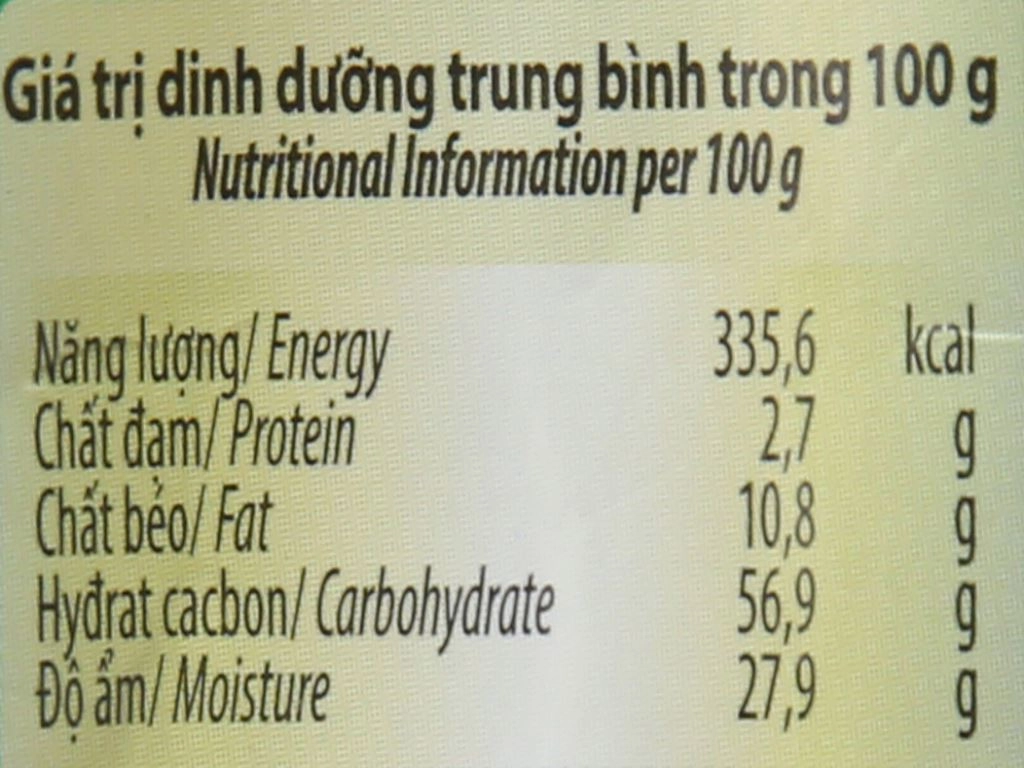 Giá trị dinh dưỡng trung bình trong 100 g
Nutritional Information per 100 g
Năng lượng/ Energy 335,6 kcal
Chất đạm/ Protein 2,7 g
Chất béo/ Fat 10,8 g
Hyđrat cacbon/ Carbohydrate 56,9 g
Độ ẩm/ Moisture 27,9 g